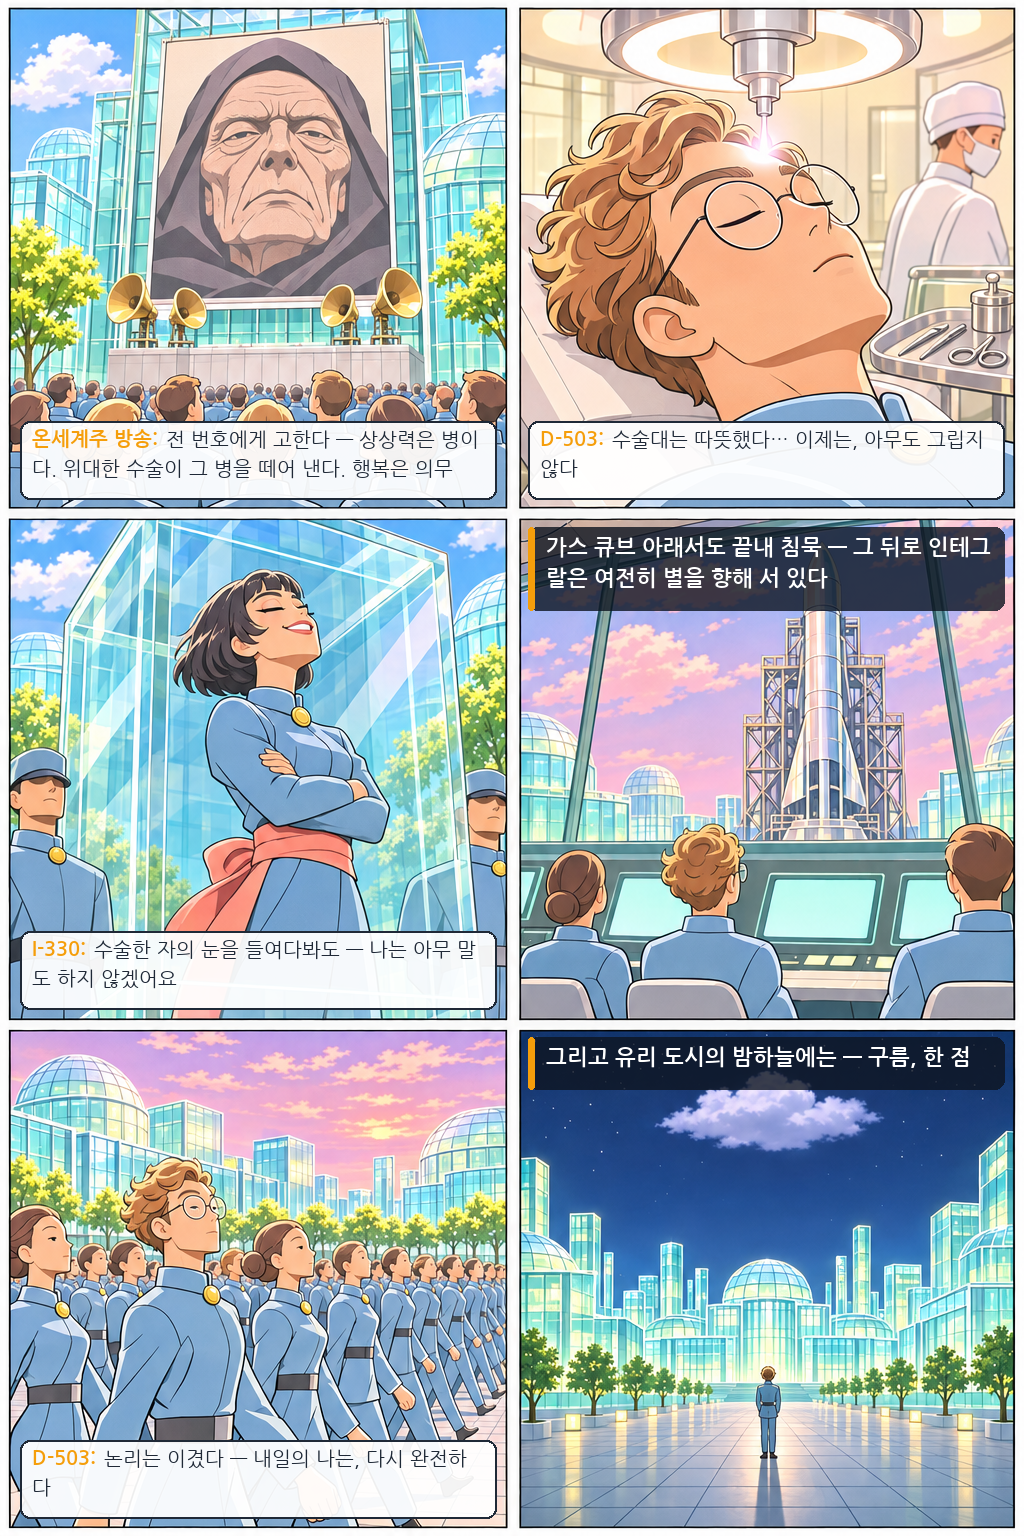 온세계주 방송: 전 번호에게 고한다 — 상상력은 병이
다. 위대한 수술이 그 병을 떼어 낸다. 행복은 의무
D-503: 수술대는 따뜻했다… 이제는, 아무도 그립지
않다
I-330: 수술한 자의 눈을 들여다봐도 — 나는 아무 말
도 하지 않겠어요
가스 큐브 아래서도 끝내 침묵 — 그 뒤로 인테그
랄은 여전히 별을 향해 서 있다
D-503: 논리는 이겼다 — 내일의 나는, 다시 완전하
다
그리고 유리 도시의 밤하늘에는 — 구름, 한 점